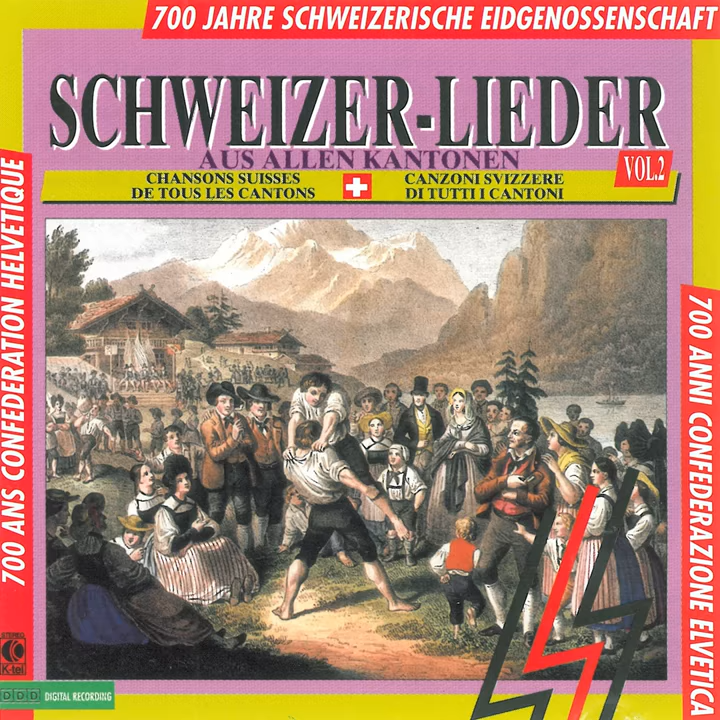 700 JAHRE SCHWEIZERISCHE EIDGENOSSENSCHAFT
SCHWEIZER-LIEDER
AUS ALLEN KANTONEN
VOL.2
CHANSONS SUISSES
DE TOUS LES CANTONS
CANZONI SVIZZERE
DI TUTTI I CANTONI
700 ANS CONFEDERATION HELVETIQUE
700 ANNI CONFEDERAZIONE ELVETICA
STEREO
K-tel
DDD DIGITAL RECORDING